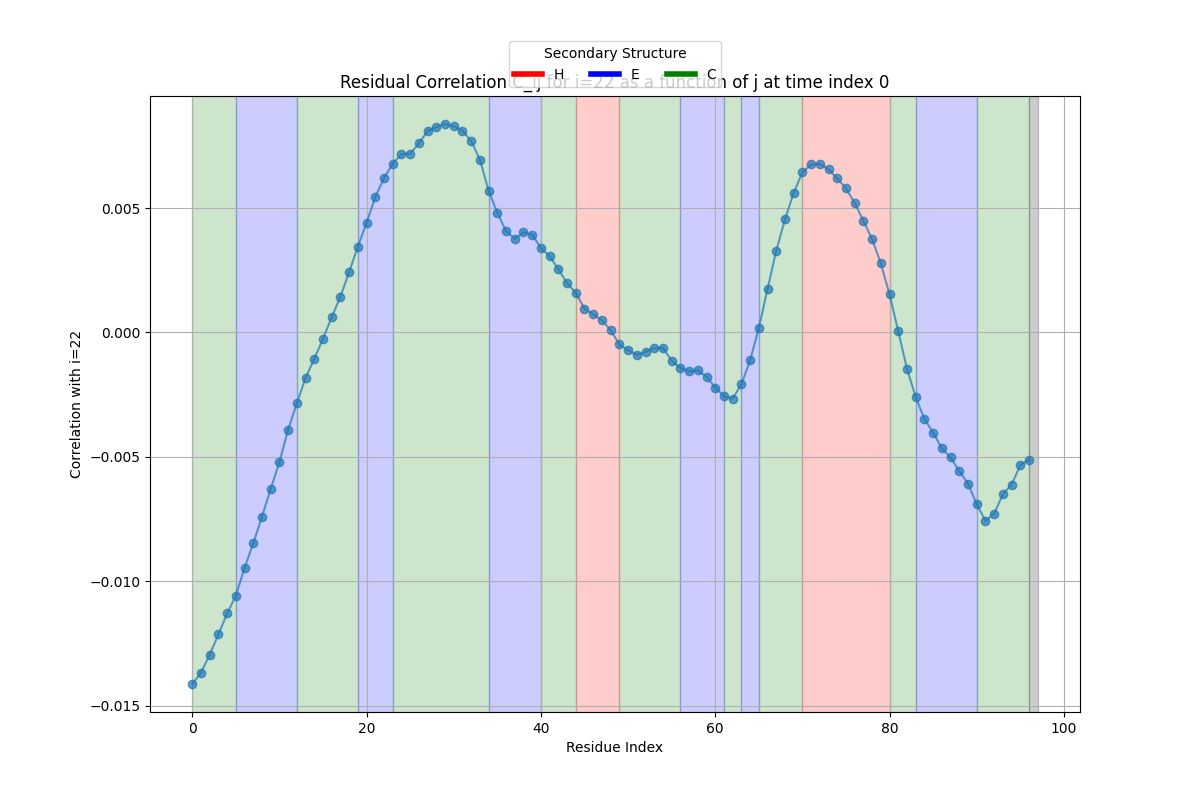 Secondary Structure
H E C
Residual Correlation C_ij for i=22 as a function of j at time index 0
0.005
0.000
−0.005
−0.010
−0.015
Correlation with i=22
0 20 40 60 80 100
Residue Index